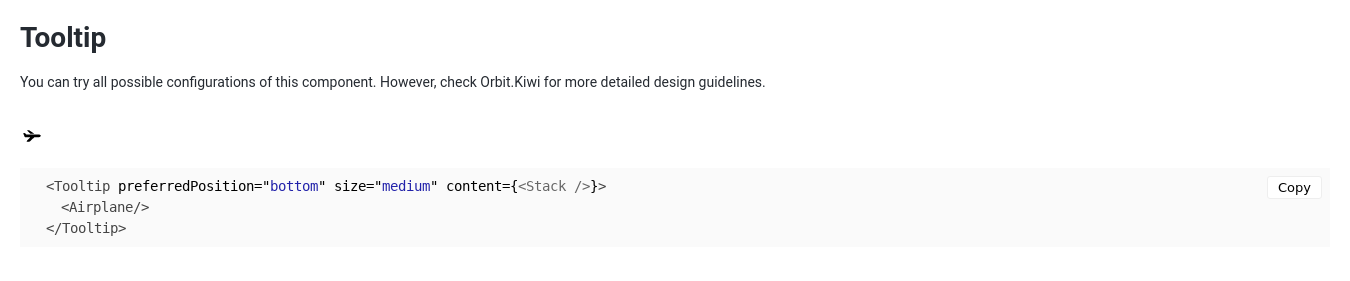 Tooltip
You can try all possible configurations of this component. However, check Orbit.Kiwi for more detailed design guidelines.
<Tooltip preferredPosition="bottom" size="medium" content={<Stack />}>
Copy
<Airplane/>
</Tooltip>